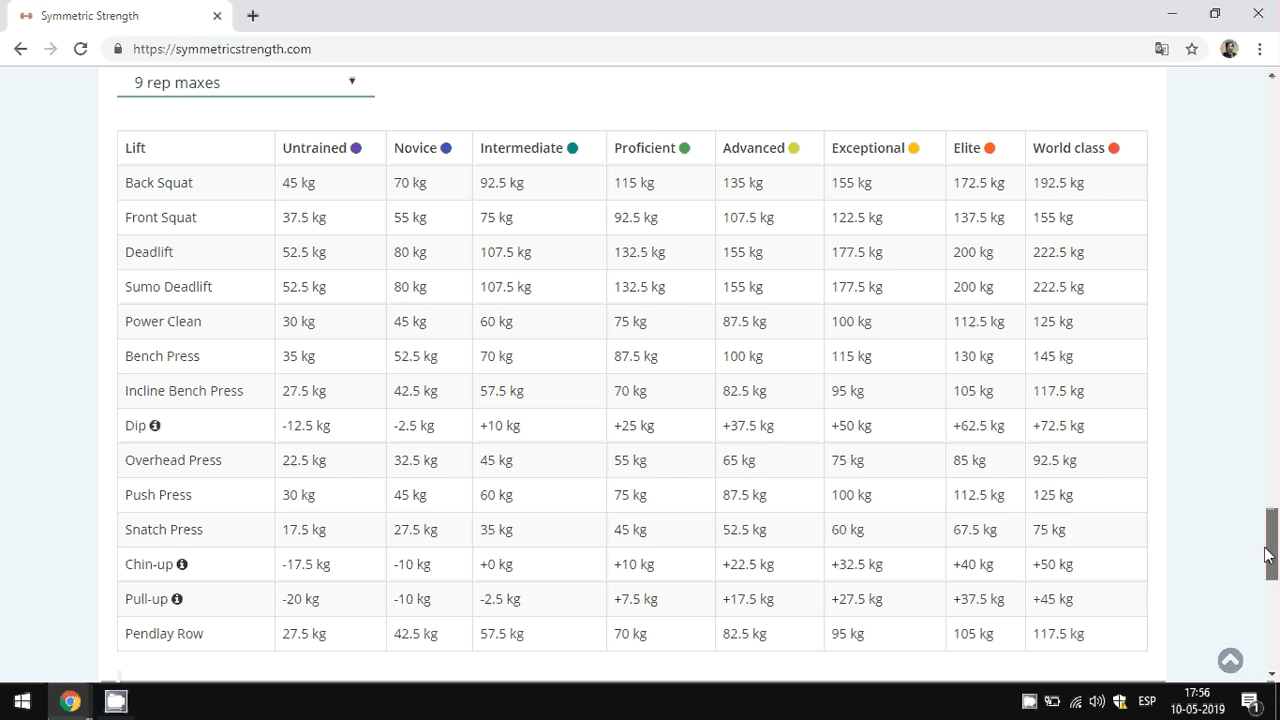 Symmetric Strength
https://symmetricstrength.com
9 rep maxes
Lift Untrained Novice Intermediate Proficient Advanced Exceptional Elite World class
Back Squat 45 kg 70 kg 92.5 kg 115 kg 135 kg 155 kg 172.5 kg 192.5 kg
Front Squat 37.5 kg 55 kg 75 kg 92.5 kg 107.5 kg 122.5 kg 137.5 kg 155 kg
Deadlift 52.5 kg 80 kg 107.5 kg 132.5 kg 155 kg 177.5 kg 200 kg 222.5 kg
Sumo Deadlift 52.5 kg 80 kg 107.5 kg 132.5 kg 155 kg 177.5 kg 200 kg 222.5 kg
Power Clean 30 kg 45 kg 60 kg 75 kg 87.5 kg 100 kg 112.5 kg 125 kg
Bench Press 35 kg 52.5 kg 70 kg 87.5 kg 100 kg 115 kg 130 kg 145 kg
Incline Bench Press 27.5 kg 42.5 kg 57.5 kg 70 kg 82.5 kg 95 kg 105 kg 117.5 kg
Dip -12.5 kg -2.5 kg +10 kg +25 kg +37.5 kg +50 kg +62.5 kg +72.5 kg
Overhead Press 22.5 kg 32.5 kg 45 kg 55 kg 65 kg 75 kg 85 kg 92.5 kg
Push Press 30 kg 45 kg 60 kg 75 kg 87.5 kg 100 kg 112.5 kg 125 kg
Snatch Press 17.5 kg 27.5 kg 35 kg 45 kg 52.5 kg 60 kg 67.5 kg 75 kg
Chin-up -17.5 kg -10 kg +0 kg +10 kg +22.5 kg +32.5 kg +40 kg +50 kg
Pull-up -20 kg -10 kg -2.5 kg +7.5 kg +17.5 kg +27.5 kg +37.5 kg +45 kg
Pendlay Row 27.5 kg 42.5 kg 57.5 kg 70 kg 82.5 kg 95 kg 105 kg 117.5 kg
ESP 17:56
10-05-2019 1